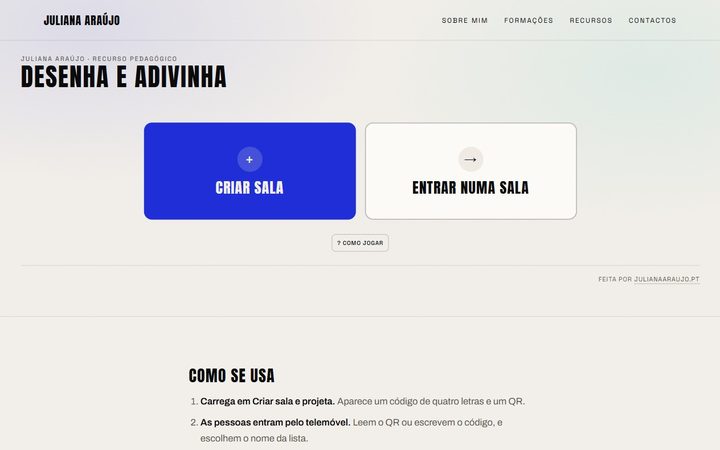 JULIANA ARAÚJO
SOBRE MIM FORMAÇÕES RECURSOS CONTACTOS
JULIANA ARAÚJO · RECURSO PEDAGÓGICO
DESENHA E ADIVINHA
+
CRIAR SALA
→
ENTRAR NUMA SALA
? COMO JOGAR
FEITA POR JULIANAARAUJO.PT
COMO SE USA
1. Carrega em Criar sala e projeta. Aparece um código de quatro letras e um QR.
2. As pessoas entram pelo telemóvel. Leem o QR ou escrevem o código, e
escolhem o nome da lista.